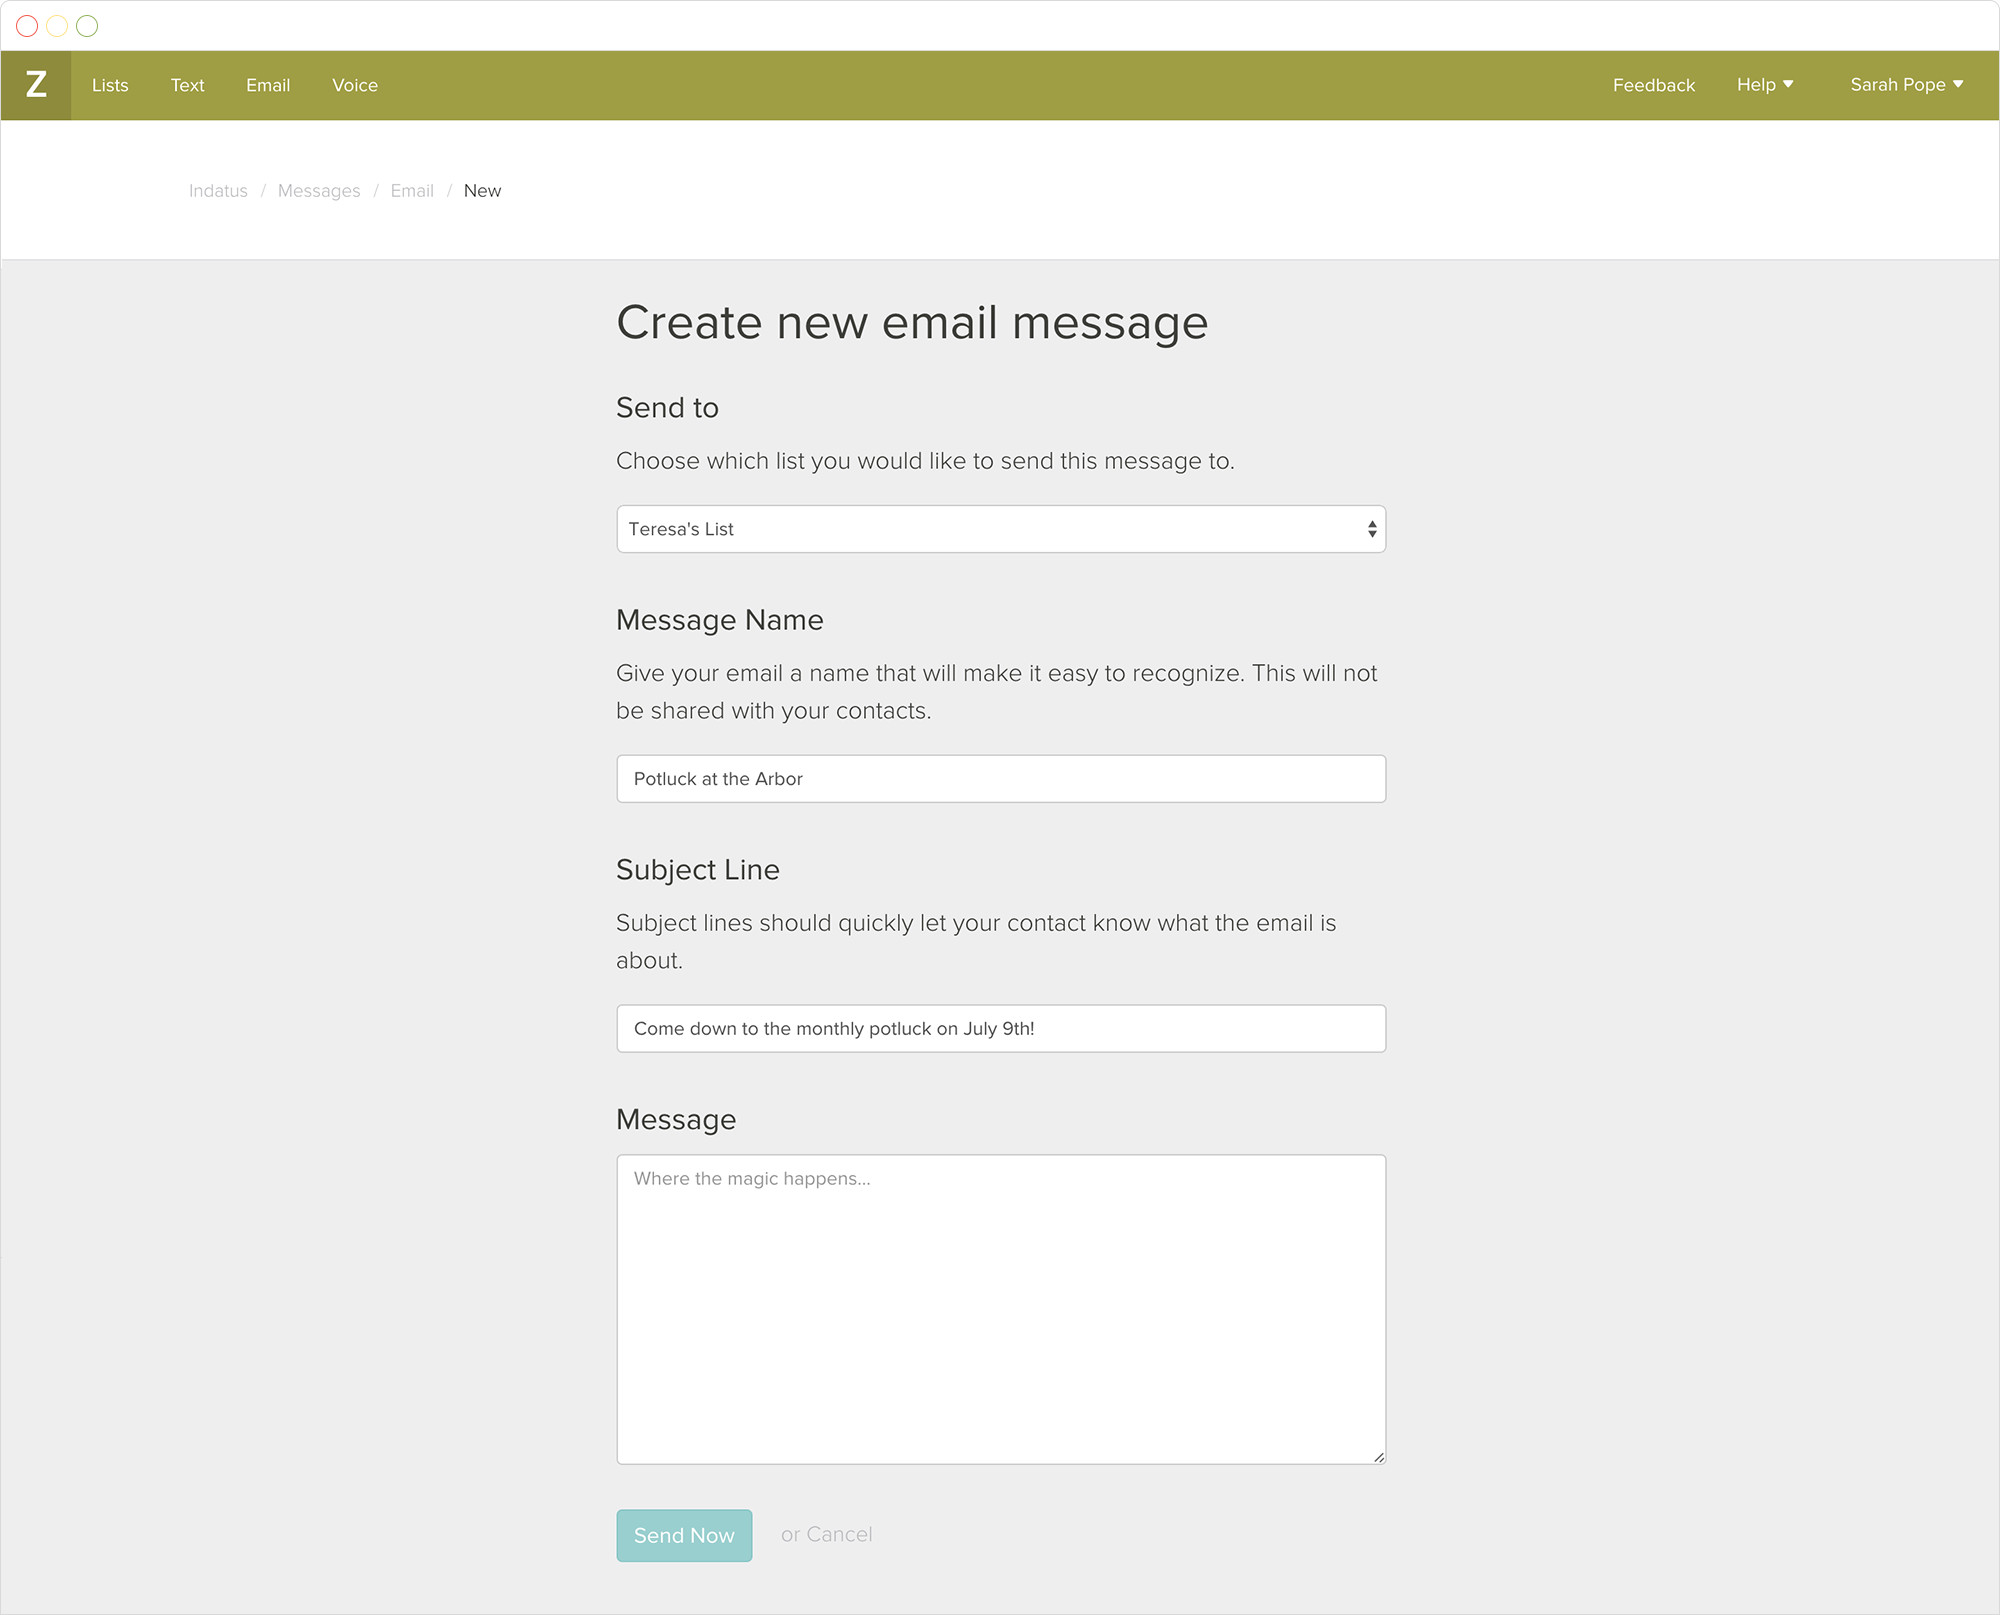 Z Lists Text Email Voice Feedback Help Sarah Pope
Indatus / Messages / Email / New
Create new email message
Send to
Choose which list you would like to send this message to.
Teresa's List
Message Name
Give your email a name that will make it easy to recognize. This will not
be shared with your contacts.
Potluck at the Arbor
Subject Line
Subject lines should quickly let your contact know what the email is
about.
Come down to the monthly potluck on July 9th!
Message
Where the magic happens...
Send Now or Cancel